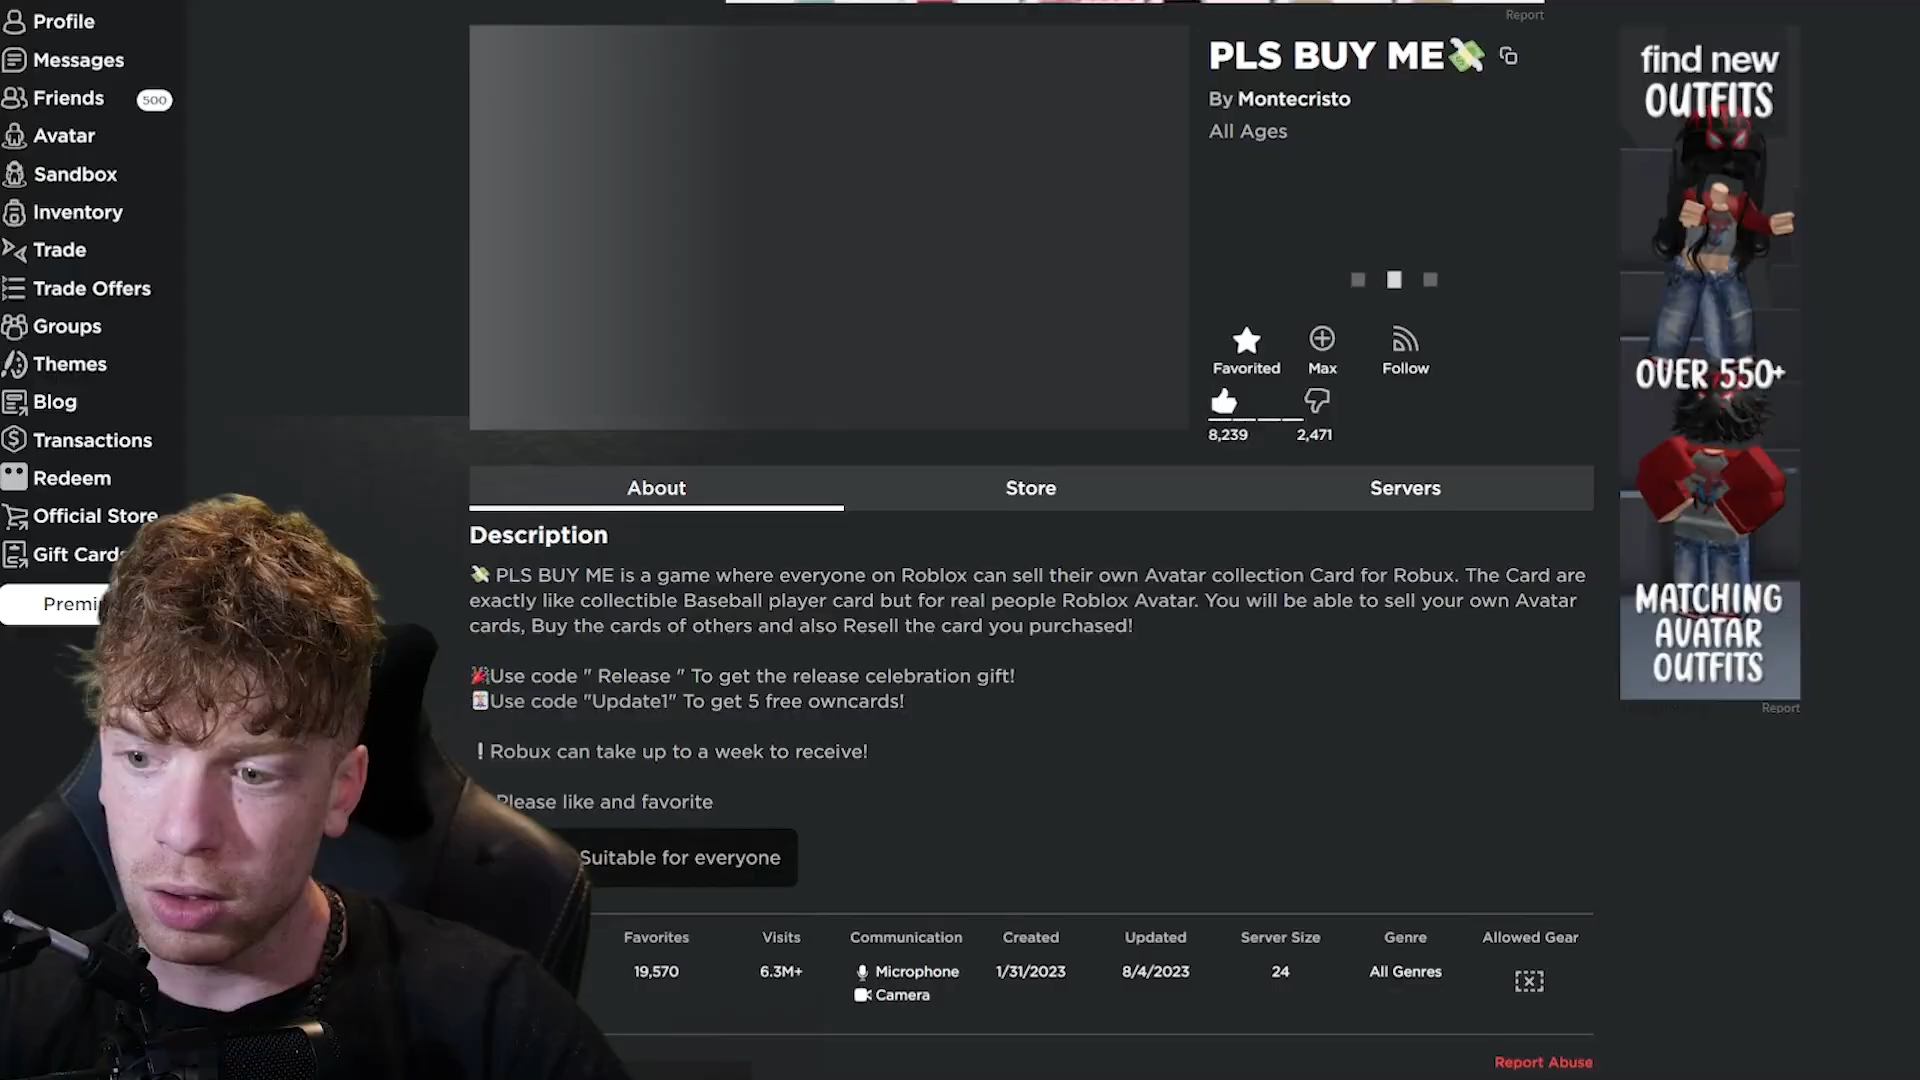 Profile
Messages
Friends 500
Avatar
Sandbox
Inventory
Trade
Trade Offers
Groups
Themes
Blog
Transactions
Redeem
Official Store
Gift Cards
Premi
Report
PLS BUY ME💸
By Montecristo
All Ages
Favorited Max Follow
8,239 2,471
About Store Servers
Description
💸 PLS BUY ME is a game where everyone on Roblox can sell their own Avatar collection Card for Robux. The Card are
exactly like collectible Baseball player card but for real people Roblox Avatar. You will be able to sell your own Avatar
cards, Buy the cards of others and also Resell the card you purchased!
🎉Use code " Release " To get the release celebration gift!
🃏Use code "Update1" To get 5 free owncards!
❗Robux can take up to a week to receive!
Please like and favorite
Suitable for everyone
Favorites Visits Communication Created Updated Server Size Genre Allowed Gear
19,570 6.3M+ Microphone 1/31/2023 8/4/2023 24 All Genres
Camera
Report Abuse
find new
OUTFITS
OVER 550+
MATCHING
AVATAR
OUTFITS
Report